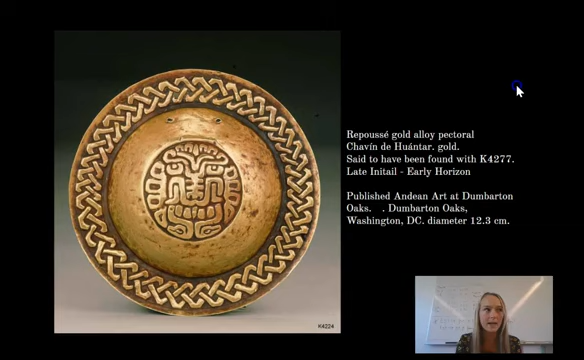 Repoussé gold alloy pectoral
Chavín de Huántar. gold.
Said to have been found with K4277.
Late Initail - Early Horizon
Published Andean Art at Dumbarton
Oaks. . Dumbarton Oaks,
Washington, DC. diameter 12.3 cm.
K4224